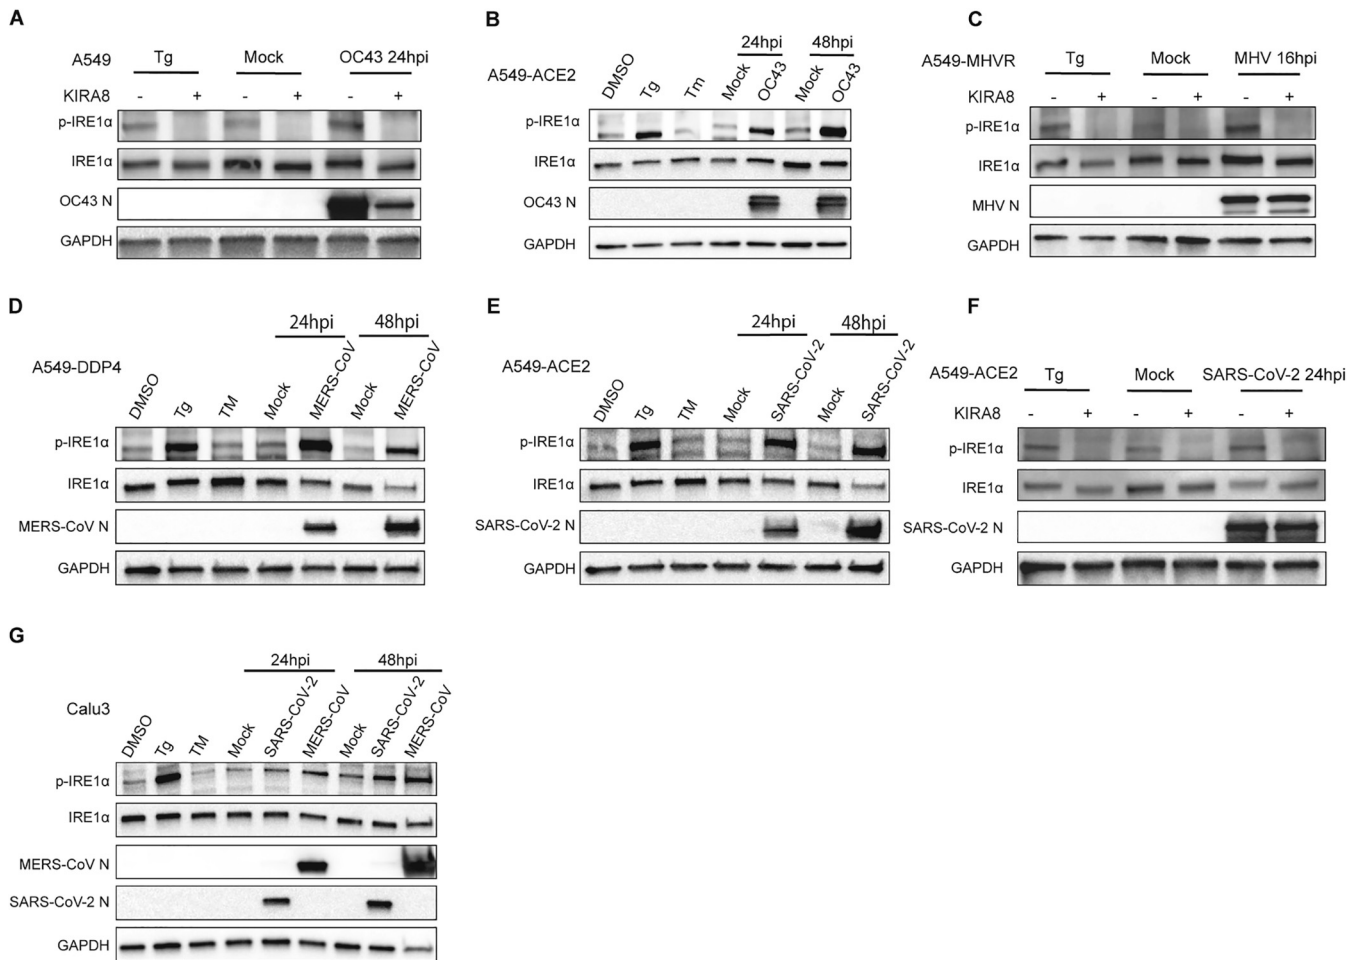 A
A549
Tg
Mock
OC43 24hpi
KIRA8
- + - + - +
p-IRE1α
IRE1α
OC43 N
GAPDH
B
24hpi 48hpi
A549-ACE2
DMSO Tg Tm Mock OC43 Mock OC43
p-IRE1α
IRE1α
OC43 N
GAPDH
C
A549-MHVR
Tg Mock MHV 16hpi
KIRA8
- + - + - +
p-IRE1α
IRE1α
MHV N
GAPDH
D
24hpi 48hpi
A549-DDP4
DMSO Tg TM Mock MERS-CoV Mock MERS-CoV
p-IRE1α
IRE1α
MERS-CoV N
GAPDH
E
24hpi 48hpi
A549-ACE2
DMSO Tg TM Mock SARS-CoV-2 Mock SARS-CoV-2
p-IRE1α
IRE1α
SARS-CoV-2 N
GAPDH
F
A549-ACE2
Tg Mock SARS-CoV-2 24hpi
KIRA8
- + - + - +
p-IRE1α
IRE1α
SARS-CoV-2 N
GAPDH
G
24hpi 48hpi
Calu3
DMSO Tg TM Mock SARS-CoV-2 MERS-CoV Mock SARS-CoV-2 MERS-CoV
p-IRE1α
IRE1α
MERS-CoV N
SARS-CoV-2 N
GAPDH